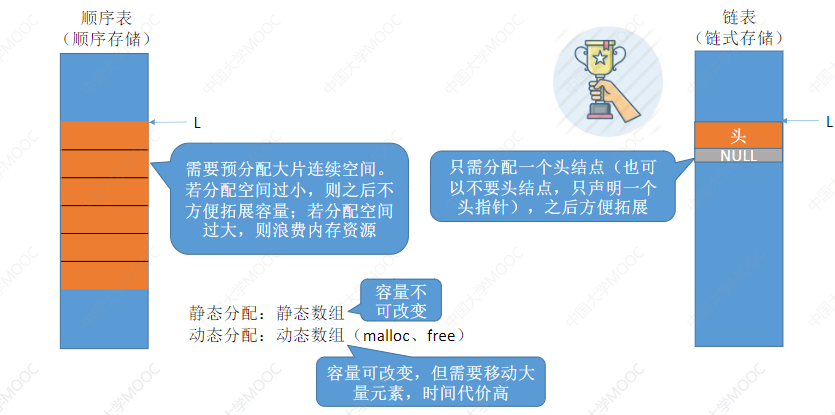 顺序表
（顺序存储）
链表
（链式存储）
L
L
头
NULL
需要预分配大片连续空间。
若分配空间过小，则之后不
方便拓展容量；若分配空间
过大，则浪费内存资源
只需分配一个头结点（也可
以不要头结点，只声明一个
头指针），之后方便拓展
容量不
可改变
静态分配：静态数组
动态分配：动态数组（malloc、free）
容量可改变，但需要移动大
量元素，时间代价高
中国大学MOOC